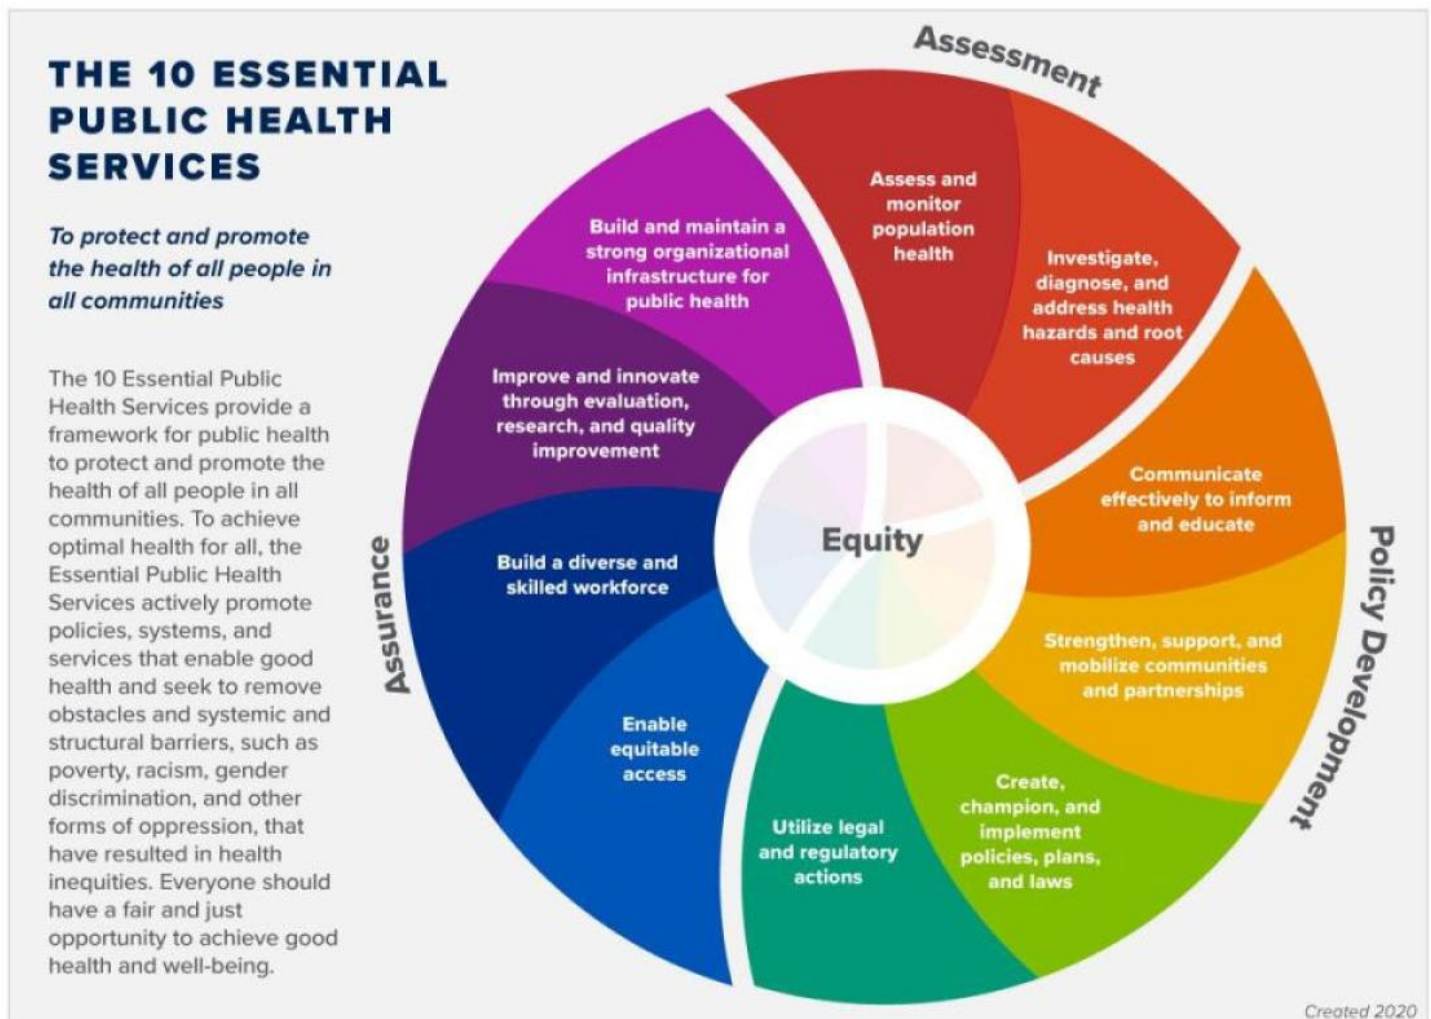 THE 10 ESSENTIAL
PUBLIC HEALTH
SERVICES
To protect and promote
the health of all people in
all communities
The 10 Essential Public
Health Services provide a
framework for public health
to protect and promote the
health of all people in all
communities. To achieve
optimal health for all, the
Essential Public Health
Services actively promote
policies, systems, and
services that enable good
health and seek to remove
obstacles and systemic and
structural barriers, such as
poverty, racism, gender
discrimination, and other
forms of oppression, that
have resulted in health
inequities. Everyone should
have a fair and just
opportunity to achieve good
health and well-being.
Assessment
Assess and
monitor
population
health
Investigate,
diagnose, and
address health
hazards and root
causes
Policy Development
Communicate
effectively to inform
and educate
Strengthen, support, and
mobilize communities
and partnerships
Create,
champion, and
implement
policies, plans,
and laws
Utilize legal
and regulatory
actions
Assurance
Enable
equitable
access
Build a diverse and
skilled workforce
Improve and innovate
through evaluation,
research, and quality
improvement
Build and maintain a
strong organizational
infrastructure for
public health
Equity
Created 2020